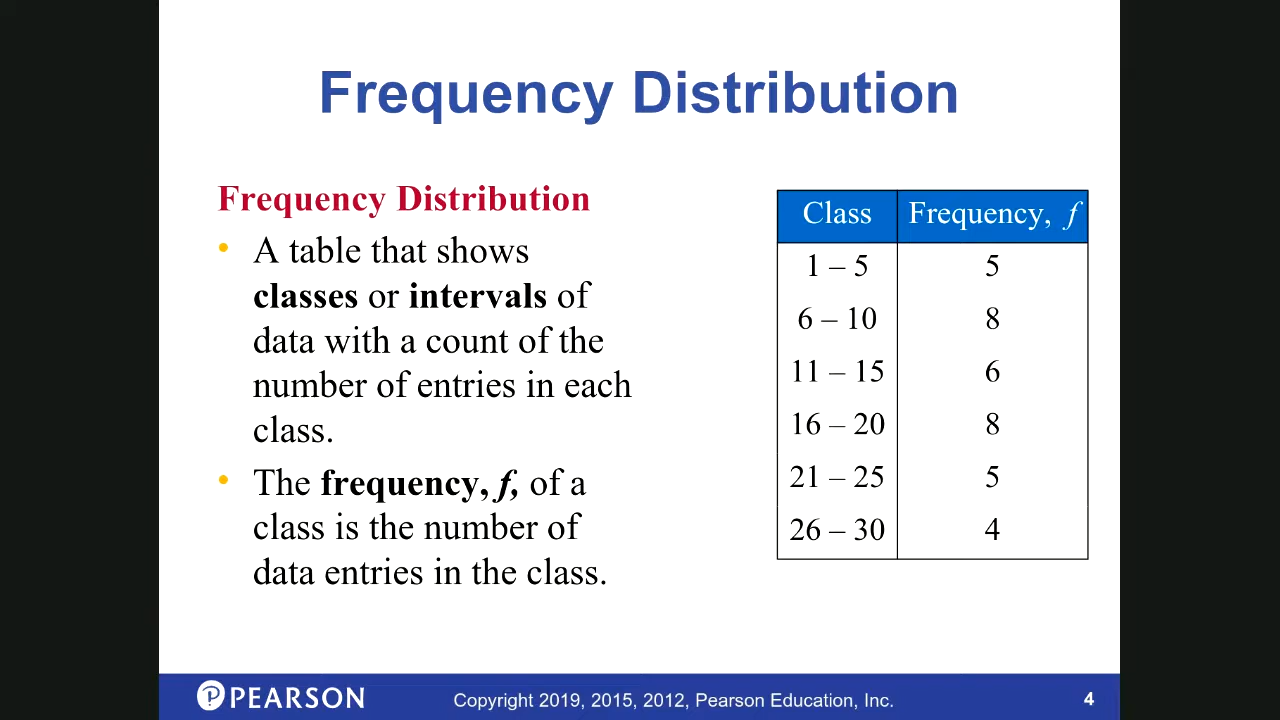 Frequency Distribution
Frequency Distribution
• A table that shows
classes or intervals of
data with a count of the
number of entries in each
class.
• The frequency, f, of a
class is the number of
data entries in the class.
Class Frequency, f
1 – 5 5
6 – 10 8
11 – 15 6
16 – 20 8
21 – 25 5
26 – 30 4
P PEARSON Copyright 2019, 2015, 2012, Pearson Education, Inc. 4